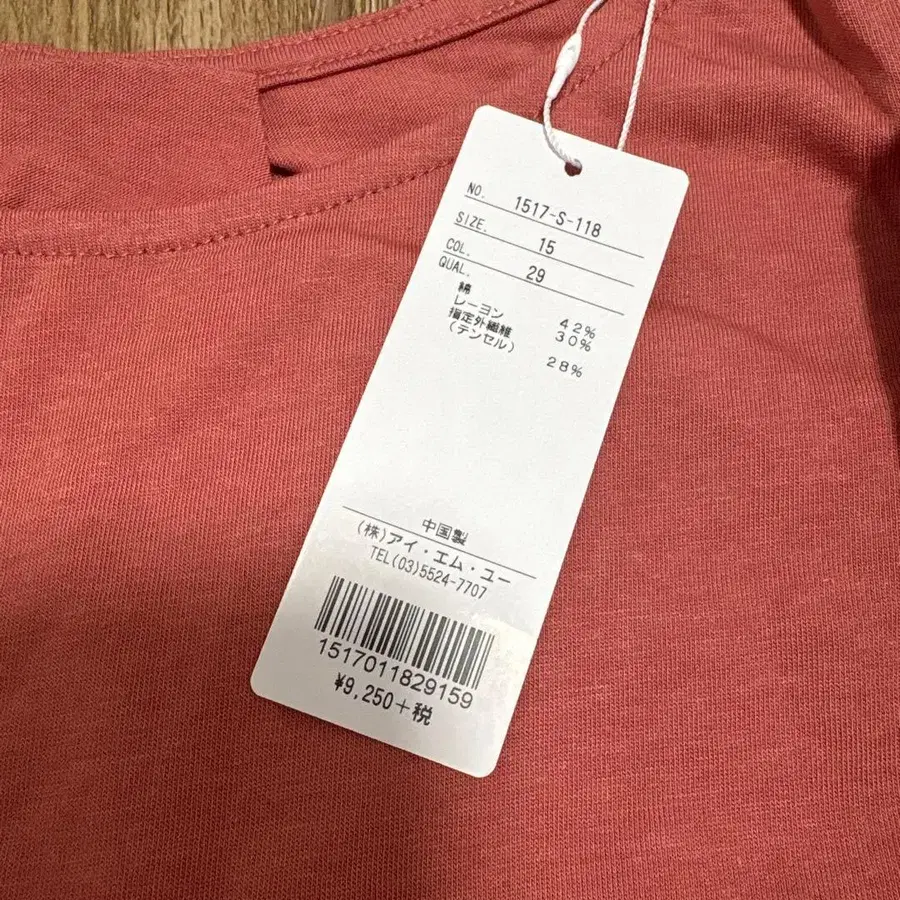 NO. 1517-S-118
SIZE. 15
COL. 29
QUAL.
綿 42%
レーヨン 30%
指定外繊維
(テンセル) 28%
中国製
(株)アイ・エム・ユー
TEL(03)5524-7707
1517011829159
¥9,250+税